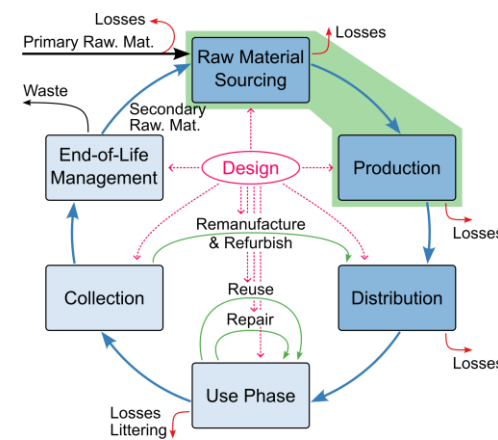 Losses
Primary Raw. Mat.
Raw Material
Sourcing
Losses
Waste
Secondary
Raw. Mat.
End-of-Life
Management
Design
Production
Remanufacture
& Refurbish
Losses
Collection
Reuse
Distribution
Repair
Losses
Use Phase
Losses
Littering